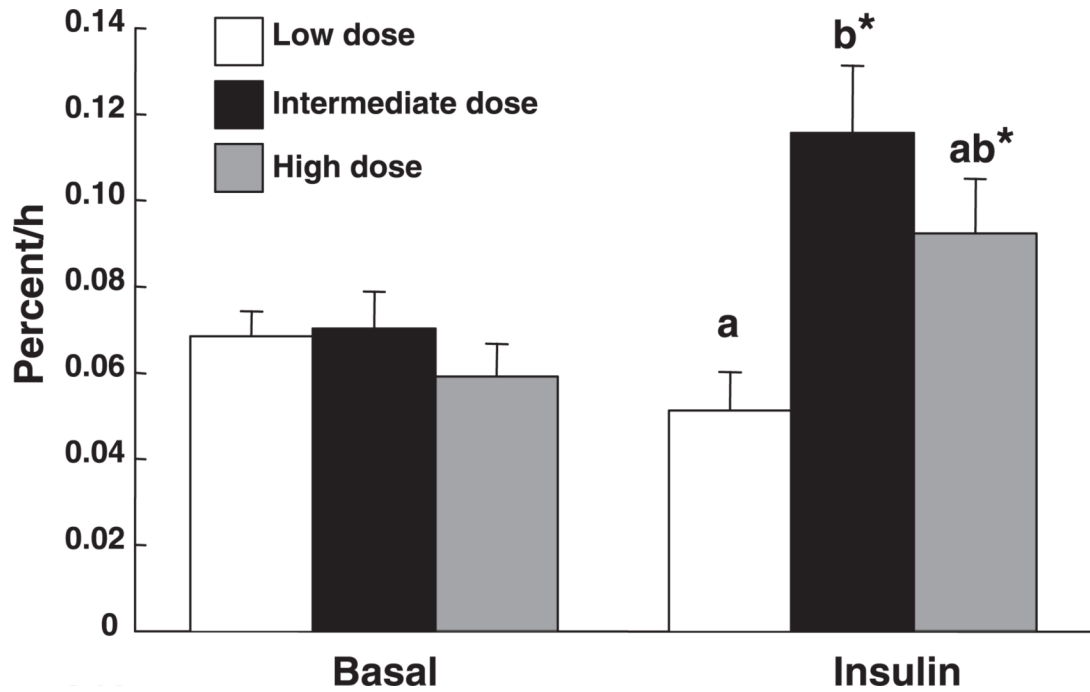 0.14
0.12
0.10
0.08
0.06
0.04
0.02
0
Percent/h
Low dose
Intermediate dose
High dose
b*
ab*
a
Basal
Insulin